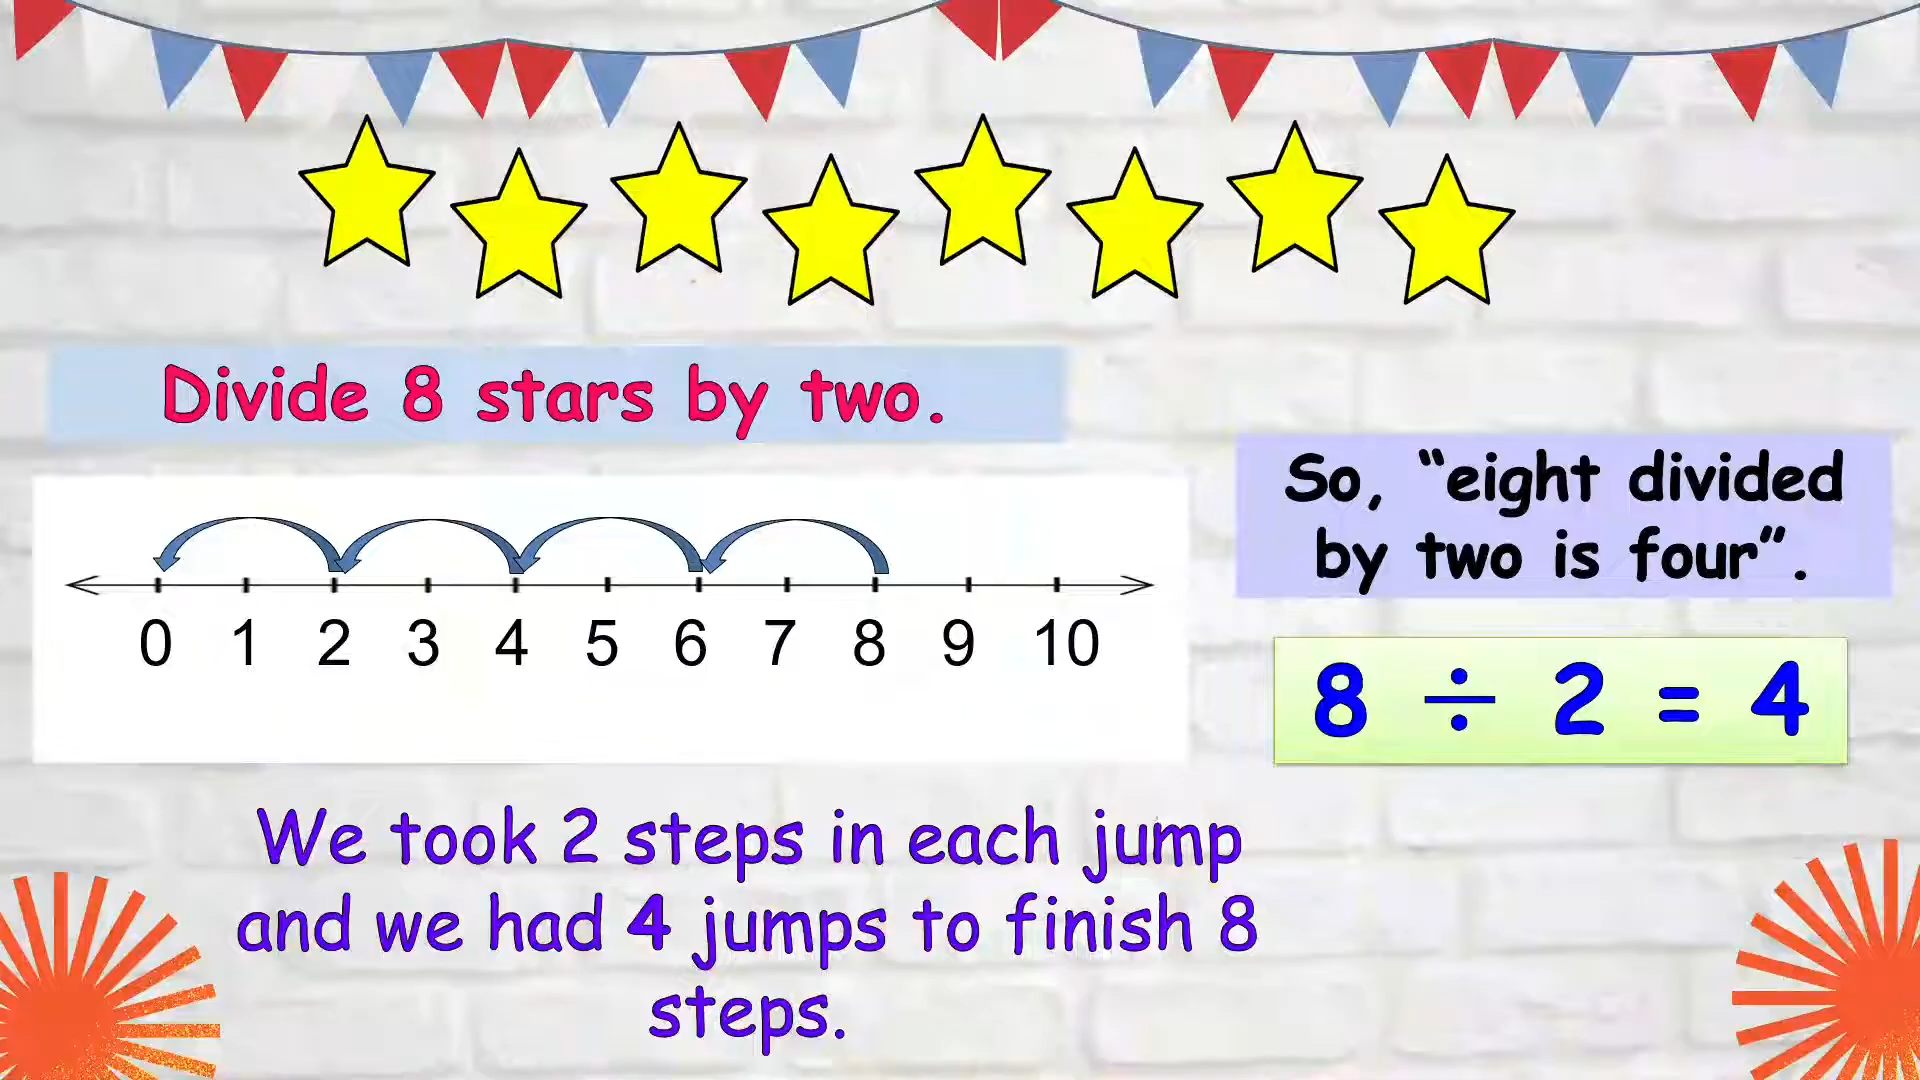 Divide 8 stars by two.
0 1 2 3 4 5 6 7 8 9 10
So, “eight divided
by two is four”.
8 ÷ 2 = 4
We took 2 steps in each jump
and we had 4 jumps to finish 8
steps.